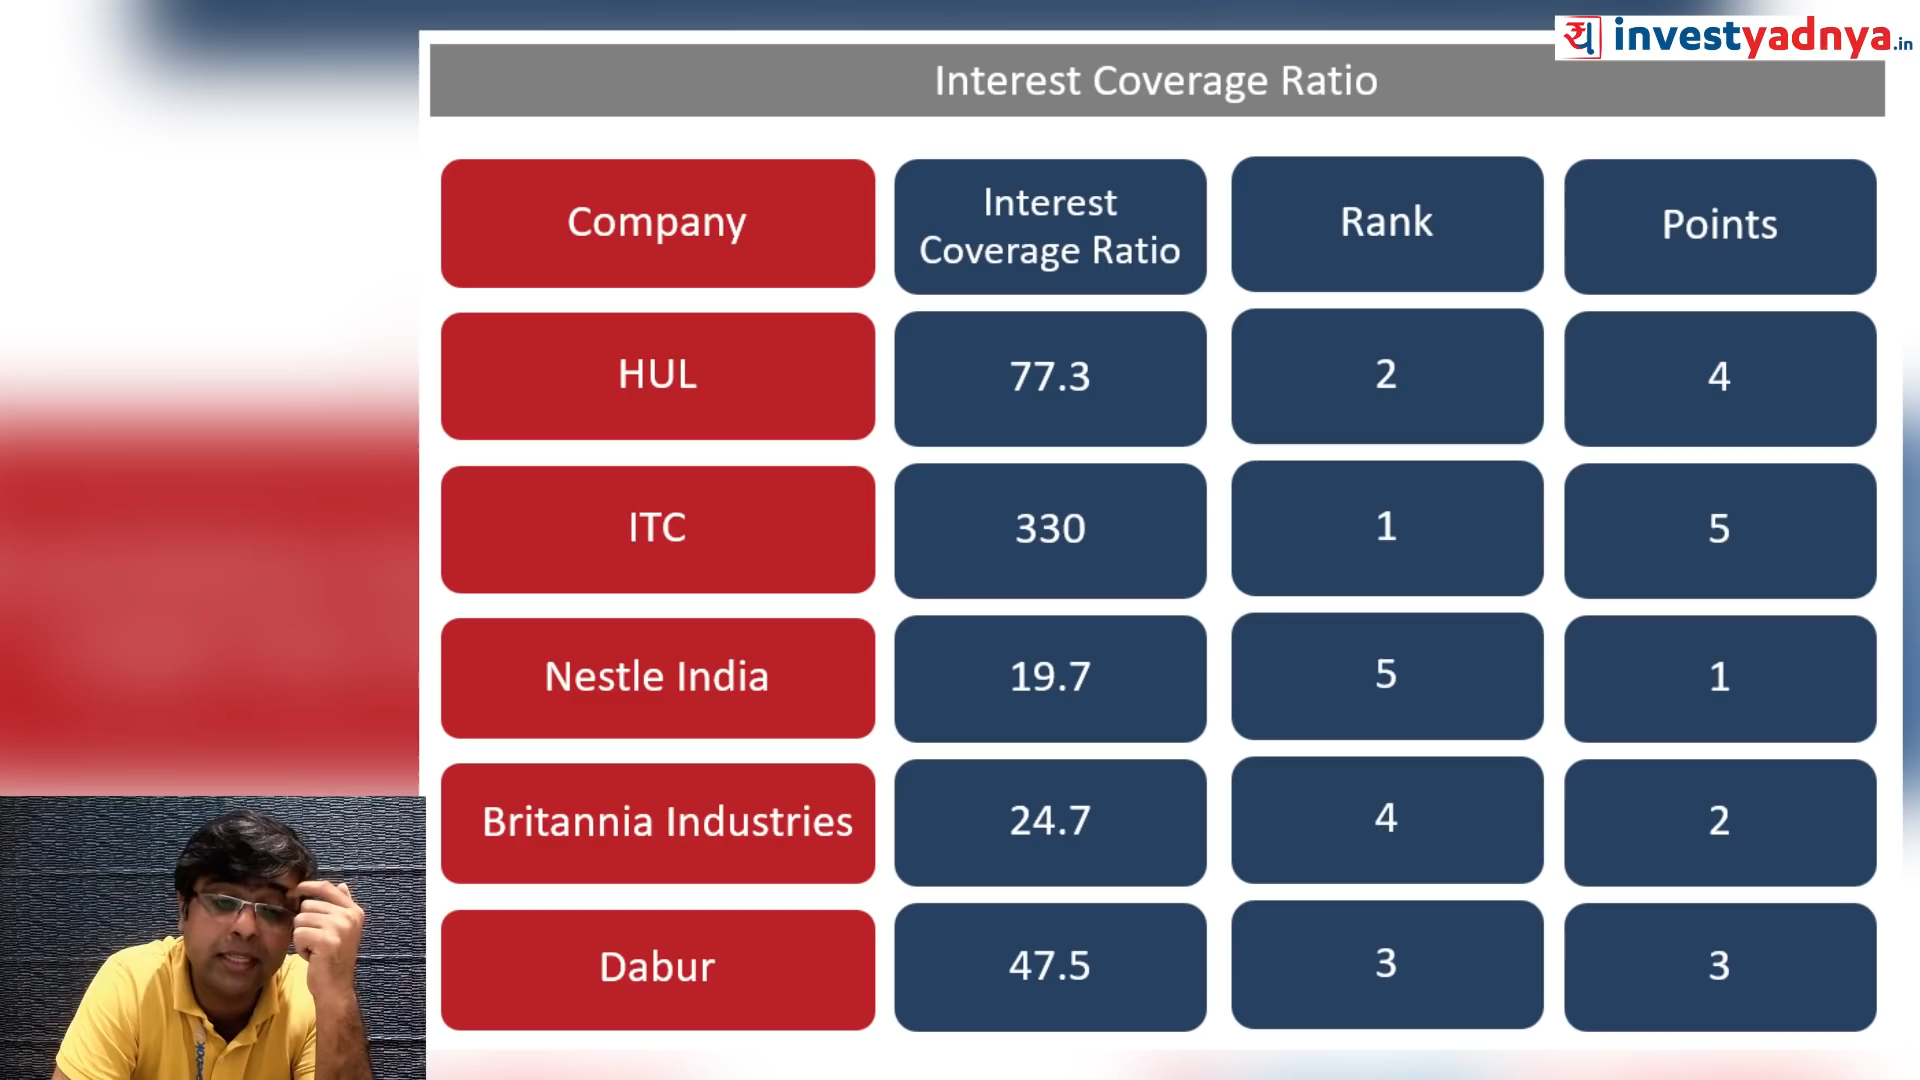 investyadnya.in
Interest Coverage Ratio
Company
Interest
Coverage Ratio
Rank
Points
HUL
77.3
2
4
ITC
330
1
5
Nestle India
19.7
5
1
Britannia Industries
24.7
4
2
Dabur
47.5
3
3